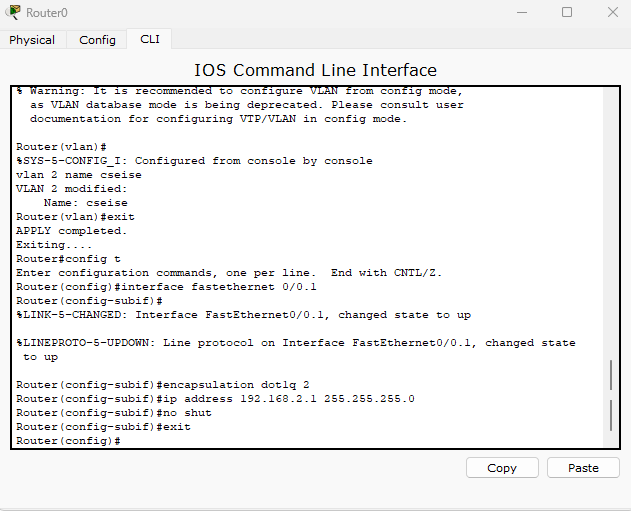 Router0
Physical Config CLI
IOS Command Line Interface
% Warning: It is recommended to configure VLAN from config mode,
as VLAN database mode is being deprecated. Please consult user
documentation for configuring VTP/VLAN in config mode.
Router(vlan)#
%SYS-5-CONFIG_I: Configured from console by console
vlan 2 name cseise
VLAN 2 modified:
Name: cseise
Router(vlan)#exit
APPLY completed.
Exiting....
Router#config t
Enter configuration commands, one per line.  End with CNTL/Z.
Router(config)#interface fastethernet 0/0.1
Router(config-subif)#
%LINK-5-CHANGED: Interface FastEthernet0/0.1, changed state to up
%LINEPROTO-5-UPDOWN: Line protocol on Interface FastEthernet0/0.1, changed state
to up
Router(config-subif)#encapsulation dot1q 2
Router(config-subif)#ip address 192.168.2.1 255.255.255.0
Router(config-subif)#no shut
Router(config-subif)#exit
Router(config)#
Copy Paste